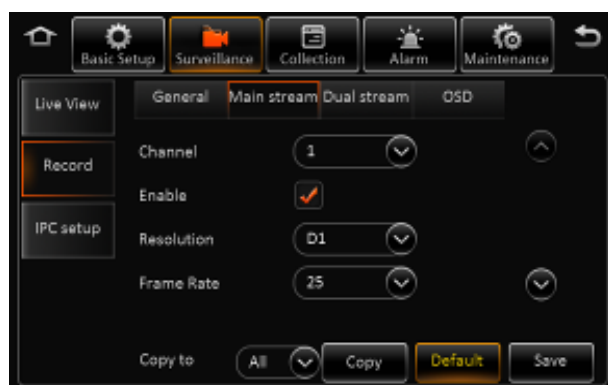 Basic Setup Surveillance Collection Alarm Maintenance
Live View
General Main stream Dual stream OSD
Channel 1
Record
Enable
IPC setup
Resolution D1
Frame Rate 25
Copy to All Copy Default Save